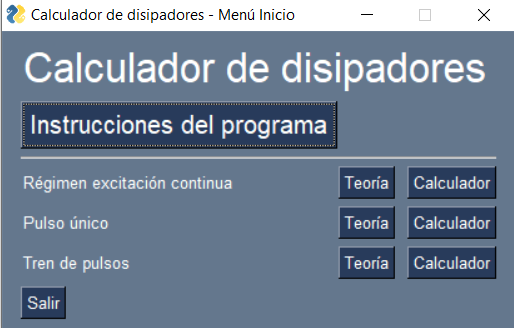 Calculador de disipadores - Menú Inicio
Calculador de disipadores
Instrucciones del programa
Régimen excitación continua Teoría Calculador
Pulso único Teoría Calculador
Tren de pulsos Teoría Calculador
Salir